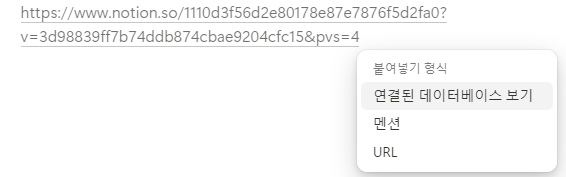 https://www.notion.so/1110d3f56d2e80178e87e7876f5d2fa0?
v=3d98839ff7b74ddb874cbae9204cfc15&pvs=4
붙여넣기 형식
연결된 데이터베이스 보기
멘션
URL